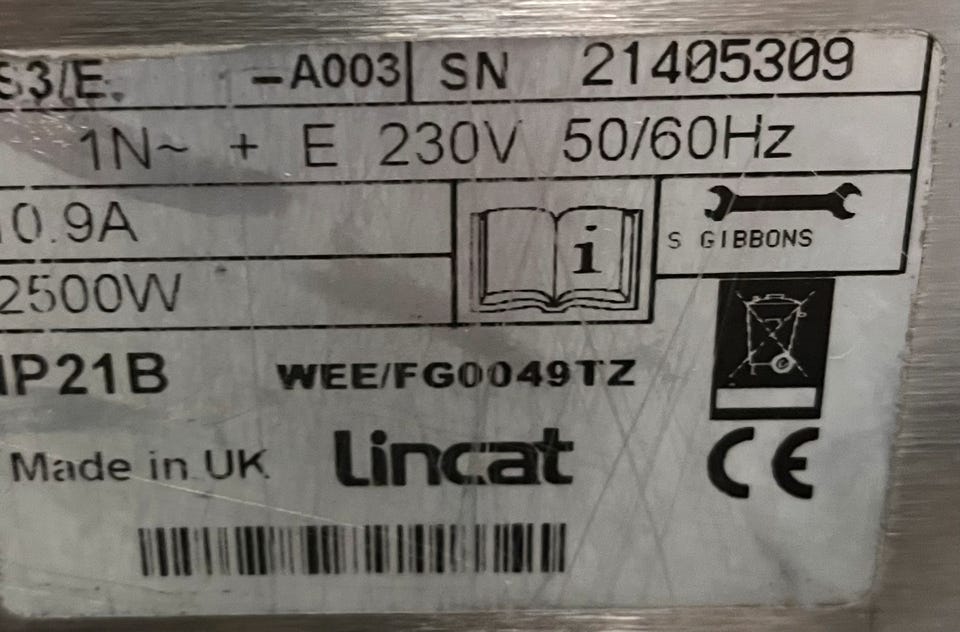 S3/E. -A003 SN 21405309
1N~ + E 230V 50/60Hz
10.9A
i
S GIBBONS
2500W
IP21B WEE/FG0049TZ
Made in UK Lincat
CE